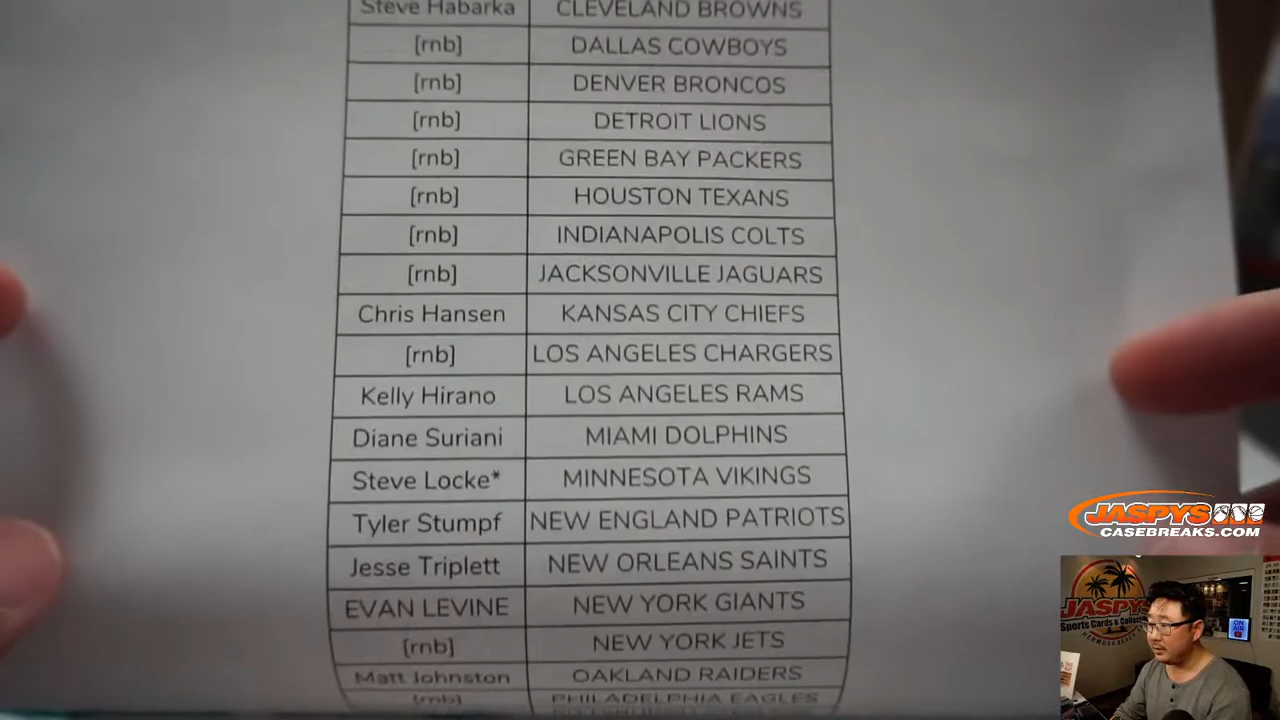 Steve Habarka CLEVELAND BROWNS
[rnb] DALLAS COWBOYS
[rnb] DENVER BRONCOS
[rnb] DETROIT LIONS
[rnb] GREEN BAY PACKERS
[rnb] HOUSTON TEXANS
[rnb] INDIANAPOLIS COLTS
[rnb] JACKSONVILLE JAGUARS
Chris Hansen KANSAS CITY CHIEFS
[rnb] LOS ANGELES CHARGERS
Kelly Hirano LOS ANGELES RAMS
Diane Suriani MIAMI DOLPHINS
Steve Locke* MINNESOTA VIKINGS
Tyler Stumpf NEW ENGLAND PATRIOTS
Jesse Triplett NEW ORLEANS SAINTS
EVAN LEVINE NEW YORK GIANTS
[rnb] NEW YORK JETS
Matt Johnston OAKLAND RAIDERS
[rnb] PHILADELPHIA EAGLES
JASPYS
CASEBREAKS.COM
JASPYS
Sports Cards & Collec
HERMOSA BEACH
ON
AIR